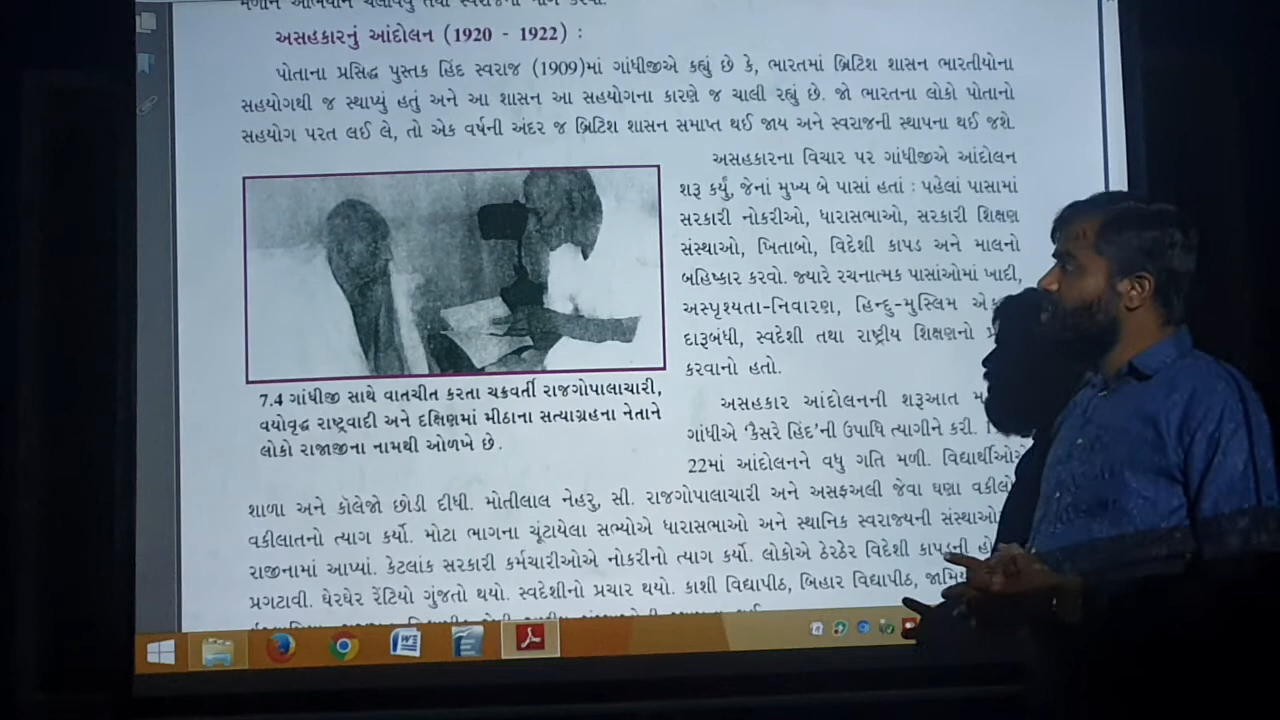 અસહકારનું આંદોલન (1920 - 1922) :
પોતાના પ્રસિદ્ધ પુસ્તક હિંદ સ્વરાજ (1909)માં ગાંધીજીએ કહ્યું છે કે, ભારતમાં બ્રિટિશ શાસન ભારતીયોના
સહયોગથી જ સ્થાપ્યું હતું અને આ શાસન આ સહયોગના કારણે જ ચાલી રહ્યું છે. જો ભારતના લોકો પોતાનો
સહયોગ પરત લઈ લે, તો એક વર્ષની અંદર જ બ્રિટિશ શાસન સમાપ્ત થઈ જાય અને સ્વરાજની સ્થાપના થઈ જશે.
અસહકારના વિચાર પર ગાંધીજીએ આંદોલન
શરૂ કર્યું, જેનાં મુખ્ય બે પાસાં હતાં : પહેલાં પાસામાં
સરકારી નોકરીઓ, ધારાસભાઓ, સરકારી શિક્ષણ
સંસ્થાઓ, ખિતાબો, વિદેશી કાપડ અને માલનો
બહિષ્કાર કરવો. જ્યારે રચનાત્મક પાસાંઓમાં ખાદી,
અસ્પૃશ્યતા-નિવારણ, હિન્દુ-મુસ્લિમ
દારૂબંધી, સ્વદેશી તથા રાષ્ટ્રીય શિક્ષણનો
કરવાનો હતો.
7.4 ગાંધીજી સાથે વાતચીત કરતા ચક્રવર્તી રાજગોપાલાચારી,
વયોવૃદ્ધ રાષ્ટ્રવાદી અને દક્ષિણમાં મીઠાના સત્યાગ્રહના નેતાને
લોકો રાજાજીના નામથી ઓળખે છે.
અસહકાર આંદોલનની શરૂઆત
ગાંધીએ ‘કૈસરે હિંદ’ની ઉપાધિ ત્યાગીને કરી.
22માં આંદોલનને વધુ ગતિ મળી. વિદ્યાર્થીઓએ
શાળા અને કૉલેજો છોડી દીધી. મોતીલાલ નેહરુ, સી. રાજગોપાલાચારી અને અસફઅલી જેવા ઘણા વકીલો
વકીલાતનો ત્યાગ કર્યો. મોટા ભાગના ચૂંટાયેલા સભ્યોએ ધારાસભાઓ અને સ્થાનિક સ્વરાજ્યની
રાજીનામાં આપ્યાં. કેટલાંક સરકારી કર્મચારીઓએ નોકરીનો ત્યાગ કર્યો. લોકોએ ઠેરઠેર વિદેશી કાપડની
પ્રગટાવી. ઘેરઘેર રેંટિયો ગુંજતો થયો. સ્વદેશીનો પ્રચાર થયો. કાશી વિદ્યાપીઠ, બિહાર વિદ્યાપીઠ,